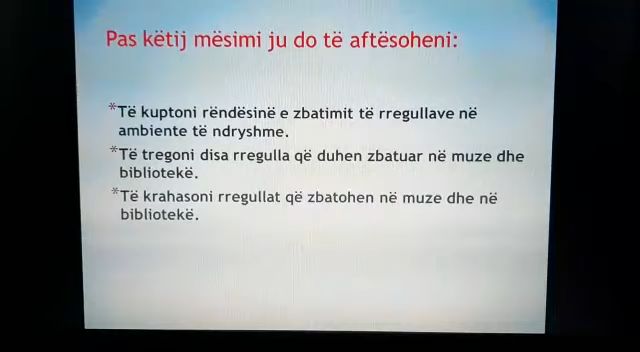 Pas këtij mësimi ju do të aftësoheni:
*Të kuptoni rëndësinë e zbatimit të rregullave në
ambiente të ndryshme.
*Të tregoni disa rregulla që duhen zbatuar në muze dhe
bibliotekë.
*Të krahasoni rregullat që zbatohen në muze dhe në
bibliotekë.